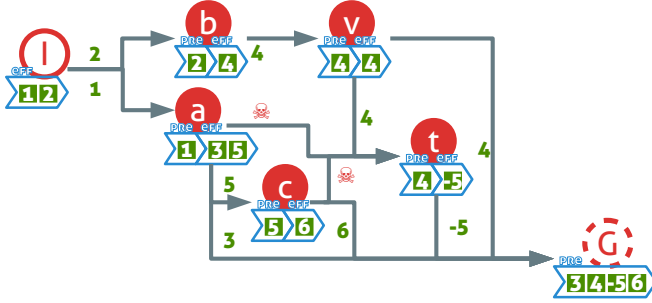 I
eff
1 2
2
1
b
pre eff
2 4
4
v
pre eff
4 4
a
pre eff
1 3 5
4
t
pre eff
4 -5
4
5
c
pre eff
5 6
3
6
-5
G
pre
3 4 -5 6